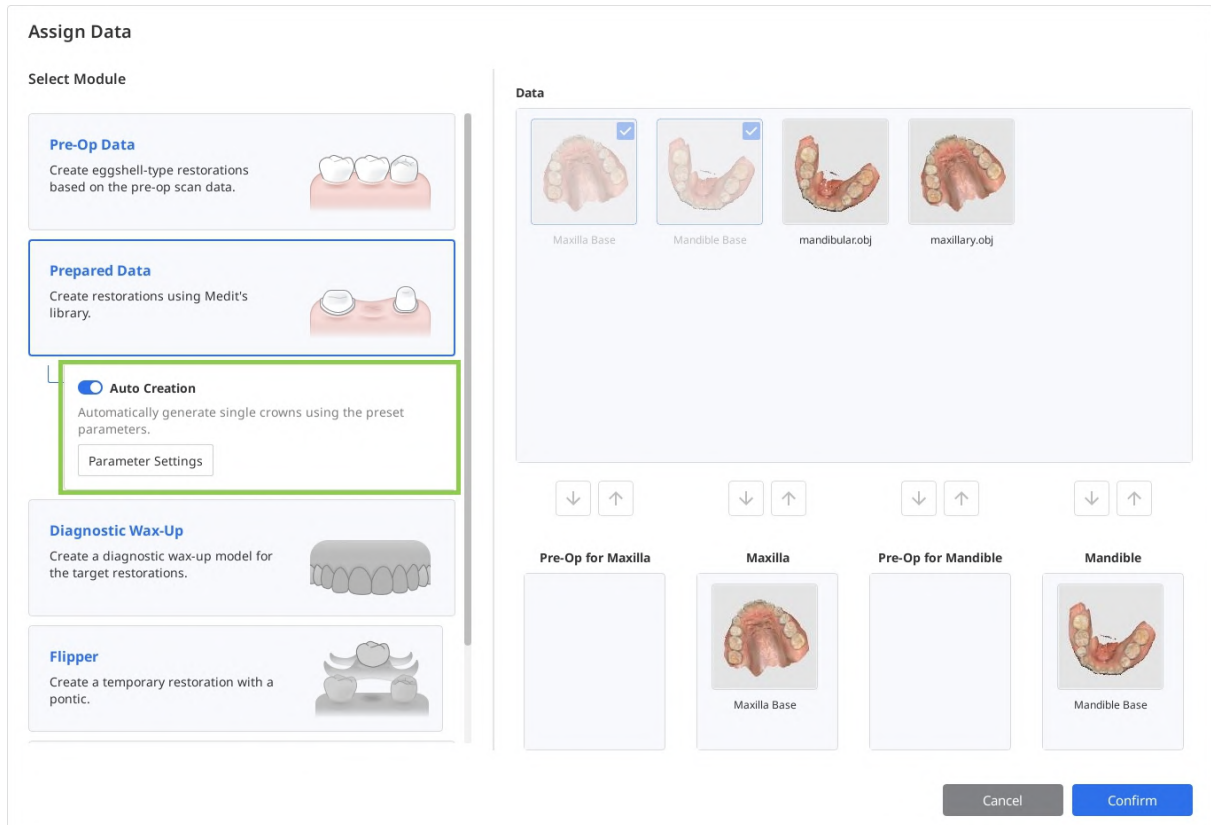 Assign Data
Select Module
Pre-Op Data
Create eggshell-type restorations
based on the pre-op scan data.
Prepared Data
Create restorations using Medit's
library.
Auto Creation
Automatically generate single crowns using the preset
parameters.
Parameter Settings
Diagnostic Wax-Up
Create a diagnostic wax-up model for
the target restorations.
Flipper
Create a temporary restoration with a
pontic.
Data
Maxilla Base
Mandible Base
mandibular.obj
maxillary.obj
Pre-Op for Maxilla
Maxilla
Pre-Op for Mandible
Mandible
Maxilla Base
Mandible Base
Cancel
Confirm